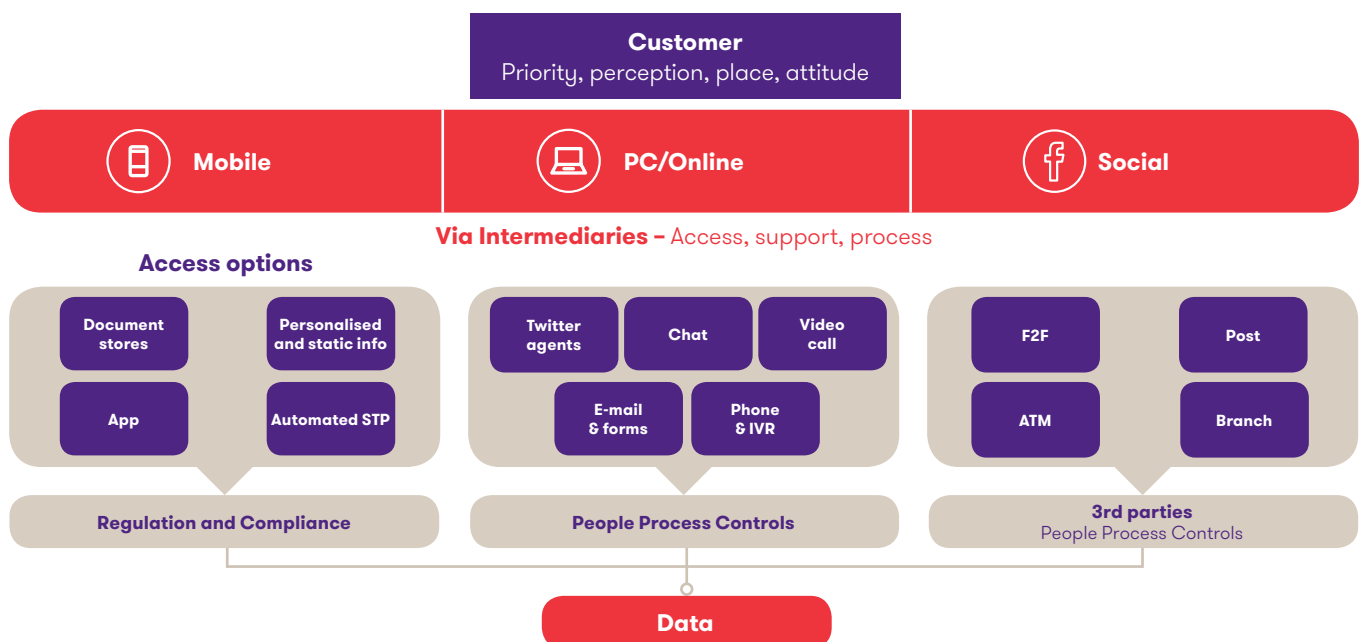 Customer
Priority, perception, place, attitude
Mobile
PC/Online
Social
Via Intermediaries – Access, support, process
Access options
Document
stores
Personalised
and static info
App
Automated STP
Twitter
agents
Chat
Video
call
E-mail
& forms
Phone
& IVR
F2F
Post
ATM
Branch
Regulation and Compliance
People Process Controls
3rd parties
People Process Controls
Data